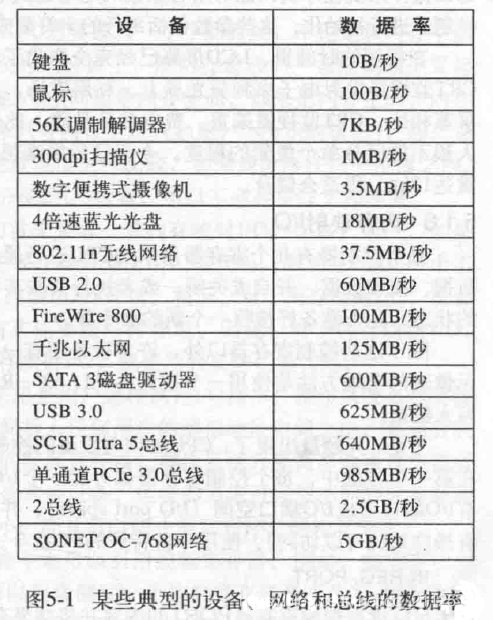 设备 数据率
键盘 10B/秒
鼠标 100B/秒
56K调制解调器 7KB/秒
300dpi扫描仪 1MB/秒
数字便携式摄像机 3.5MB/秒
4倍速蓝光光盘 18MB/秒
802.11n无线网络 37.5MB/秒
USB 2.0 60MB/秒
FireWire 800 100MB/秒
千兆以太网 125MB/秒
SATA 3磁盘驱动器 600MB/秒
USB 3.0 625MB/秒
SCSI Ultra 5总线 640MB/秒
单通道PCIe 3.0总线 985MB/秒
2总线 2.5GB/秒
SONET OC-768网络 5GB/秒
图5-1 某些典型的设备、网络和总线的数据率